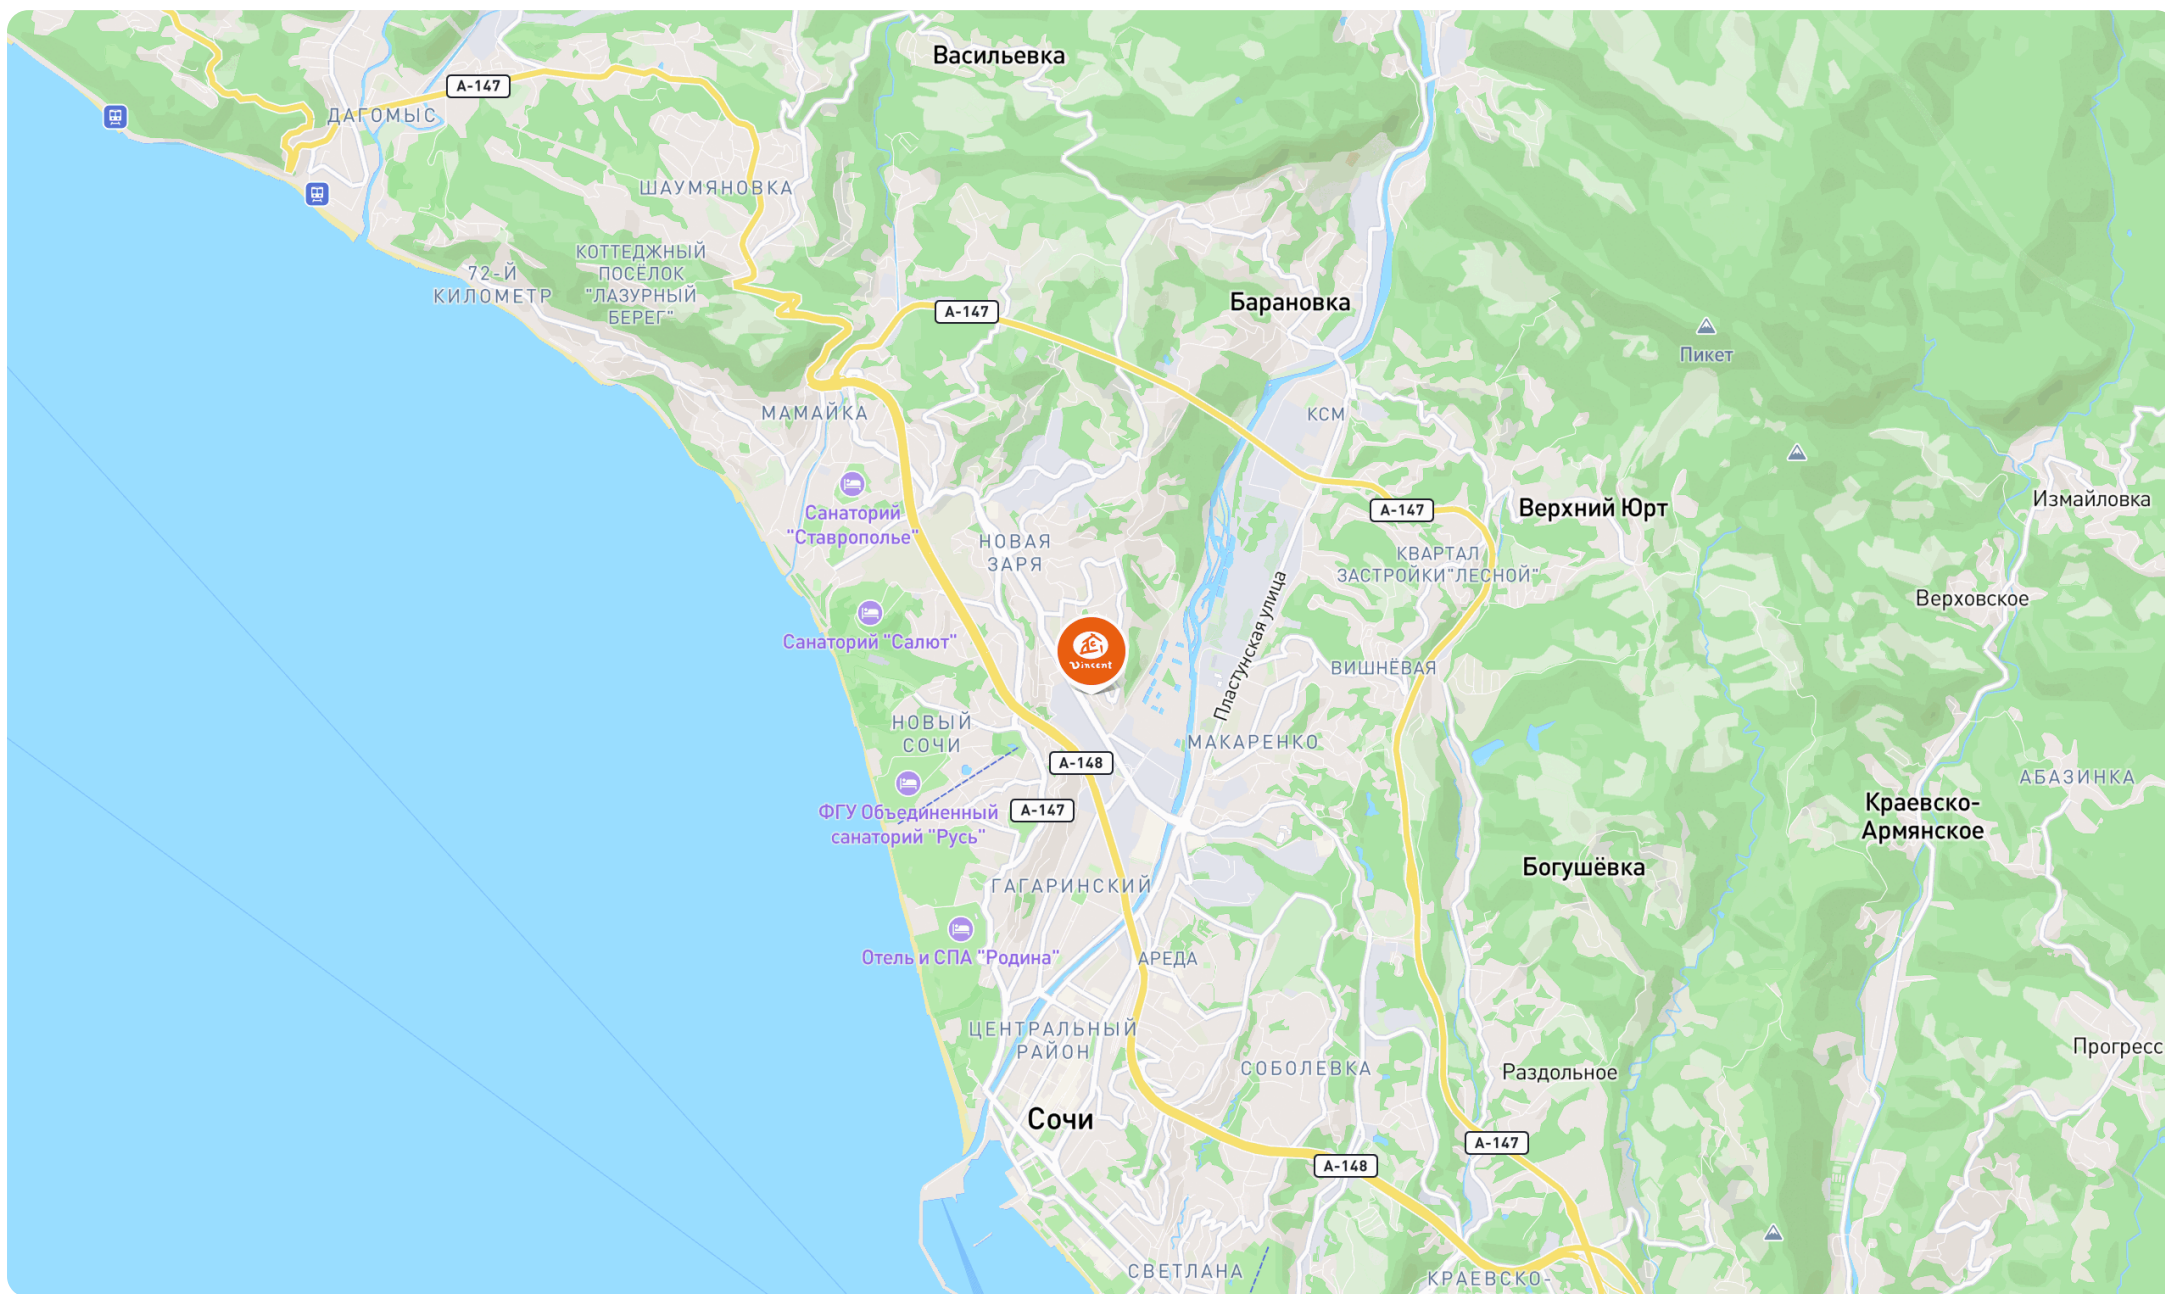 Васильевка
А-147
ДАГОМЫС
ШАУМЯНОВКА
КОТТЕДЖНЫЙ
ПОСЁЛОК
"ЛАЗУРНЫЙ
БЕРЕГ"
72-Й
КИЛОМЕТР
Барановка
А-147
Пикет
МАМАЙКА
КСМ
Санаторий
"Ставрополье"
А-147
Верхний Юрт
Измайловка
НОВАЯ
ЗАРЯ
КВАРТАЛ
ЗАСТРОЙКИ"ЛЕСНОЙ"
Верховское
Санаторий "Салют"
Vincent
Пластунская улица
ВИШНЁВАЯ
НОВЫЙ
СОЧИ
МАКАРЕНКО
А-148
АБАЗИНКА
А-147
ФГУ Объединенный
санаторий "Русь"
Краевско-
Армянское
Богушёвка
ГАГАРИНСКИЙ
Отель и СПА "Родина"
АРЕДА
ЦЕНТРАЛЬНЫЙ
РАЙОН
Прогресс
СОБОЛЕВКА
Раздольное
Сочи
А-147
А-148
СВЕТЛАНА
КРАЕВСКО-